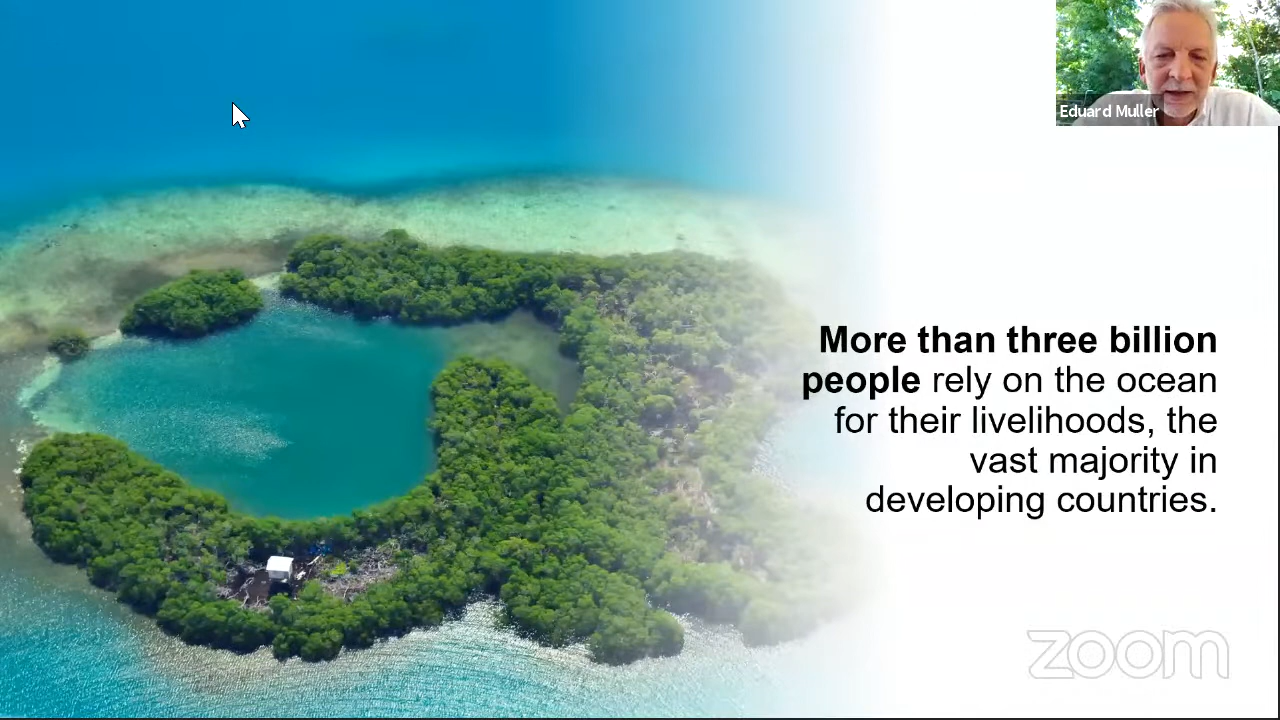 Eduard Muller
More than three billion
people rely on the ocean
for their livelihoods, the
vast majority in
developing countries.
zoom